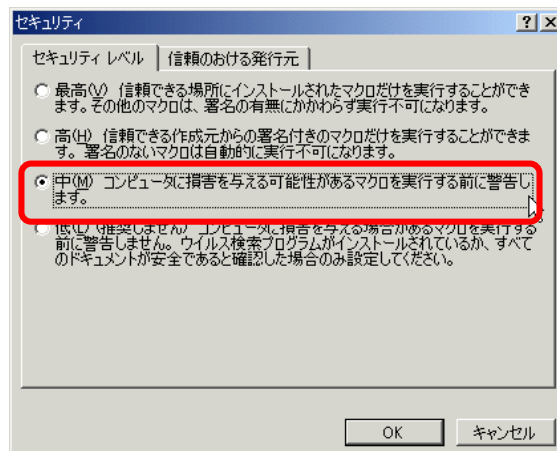 セキュリティ
セキュリティ レベル 信頼のおける発行元
最高(V) 信頼できる場所にインストールされたマクロだけを実行することができ
ます。その他のマクロは、署名の有無にかかわらず実行不可になります。
高(H) 信頼できる作成元からの署名付きのマクロだけを実行することができま
す。署名のないマクロは自動的に実行不可になります。
中(M) コンピュータに損害を与える可能性があるマクロを実行する前に警告し
ます。
低(L) (推奨しません) コンピュータに損害を与える場合があるマクロを実行する
前に警告しません。ウイルス検索プログラムがインストールされているか、すべて
のドキュメントが安全であると確認した場合のみ設定してください。
OK キャンセル